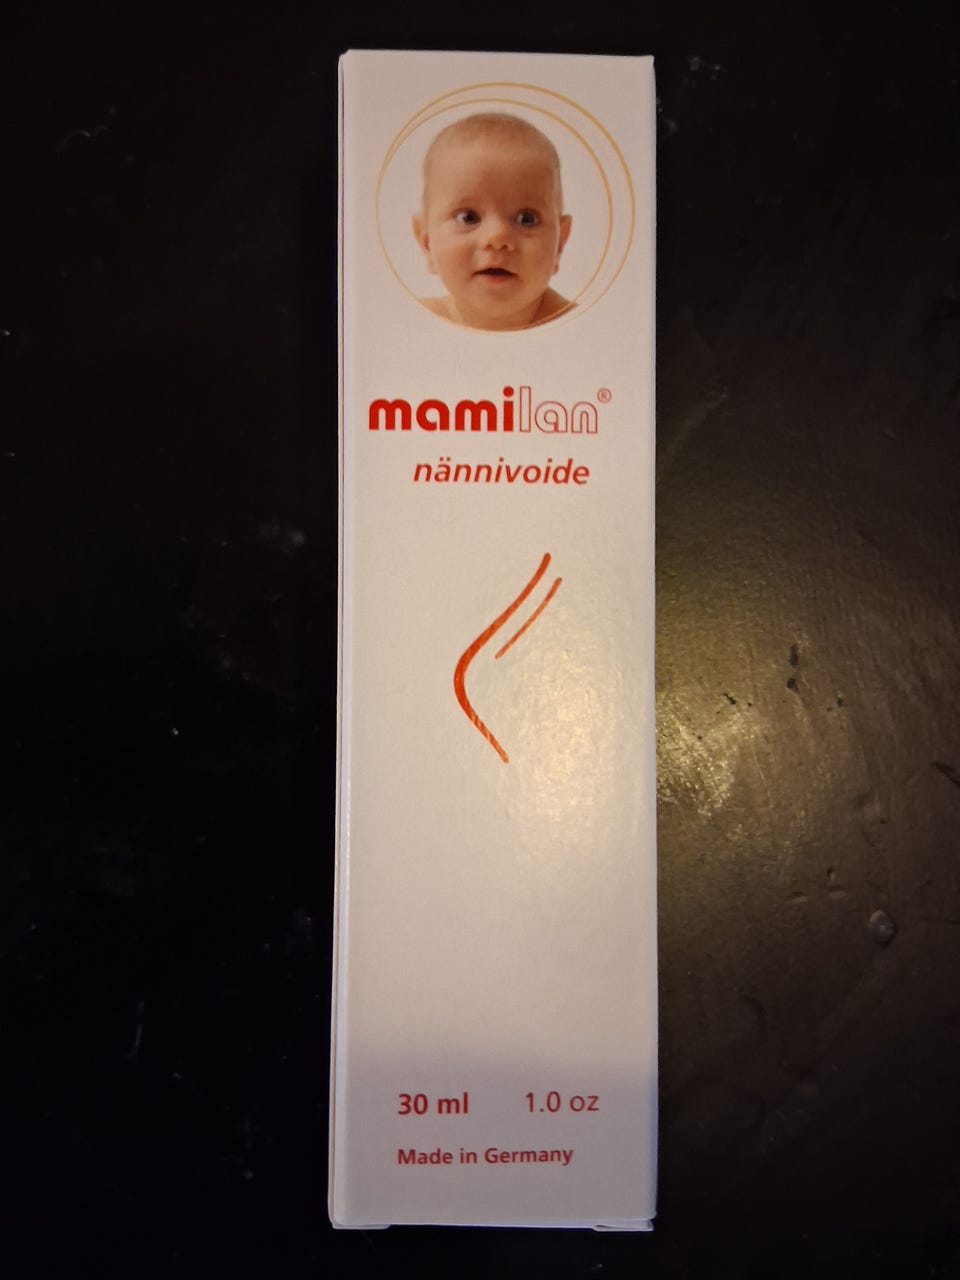 mamilan®
nännivoide
30 ml 1.0 oz
Made in Germany